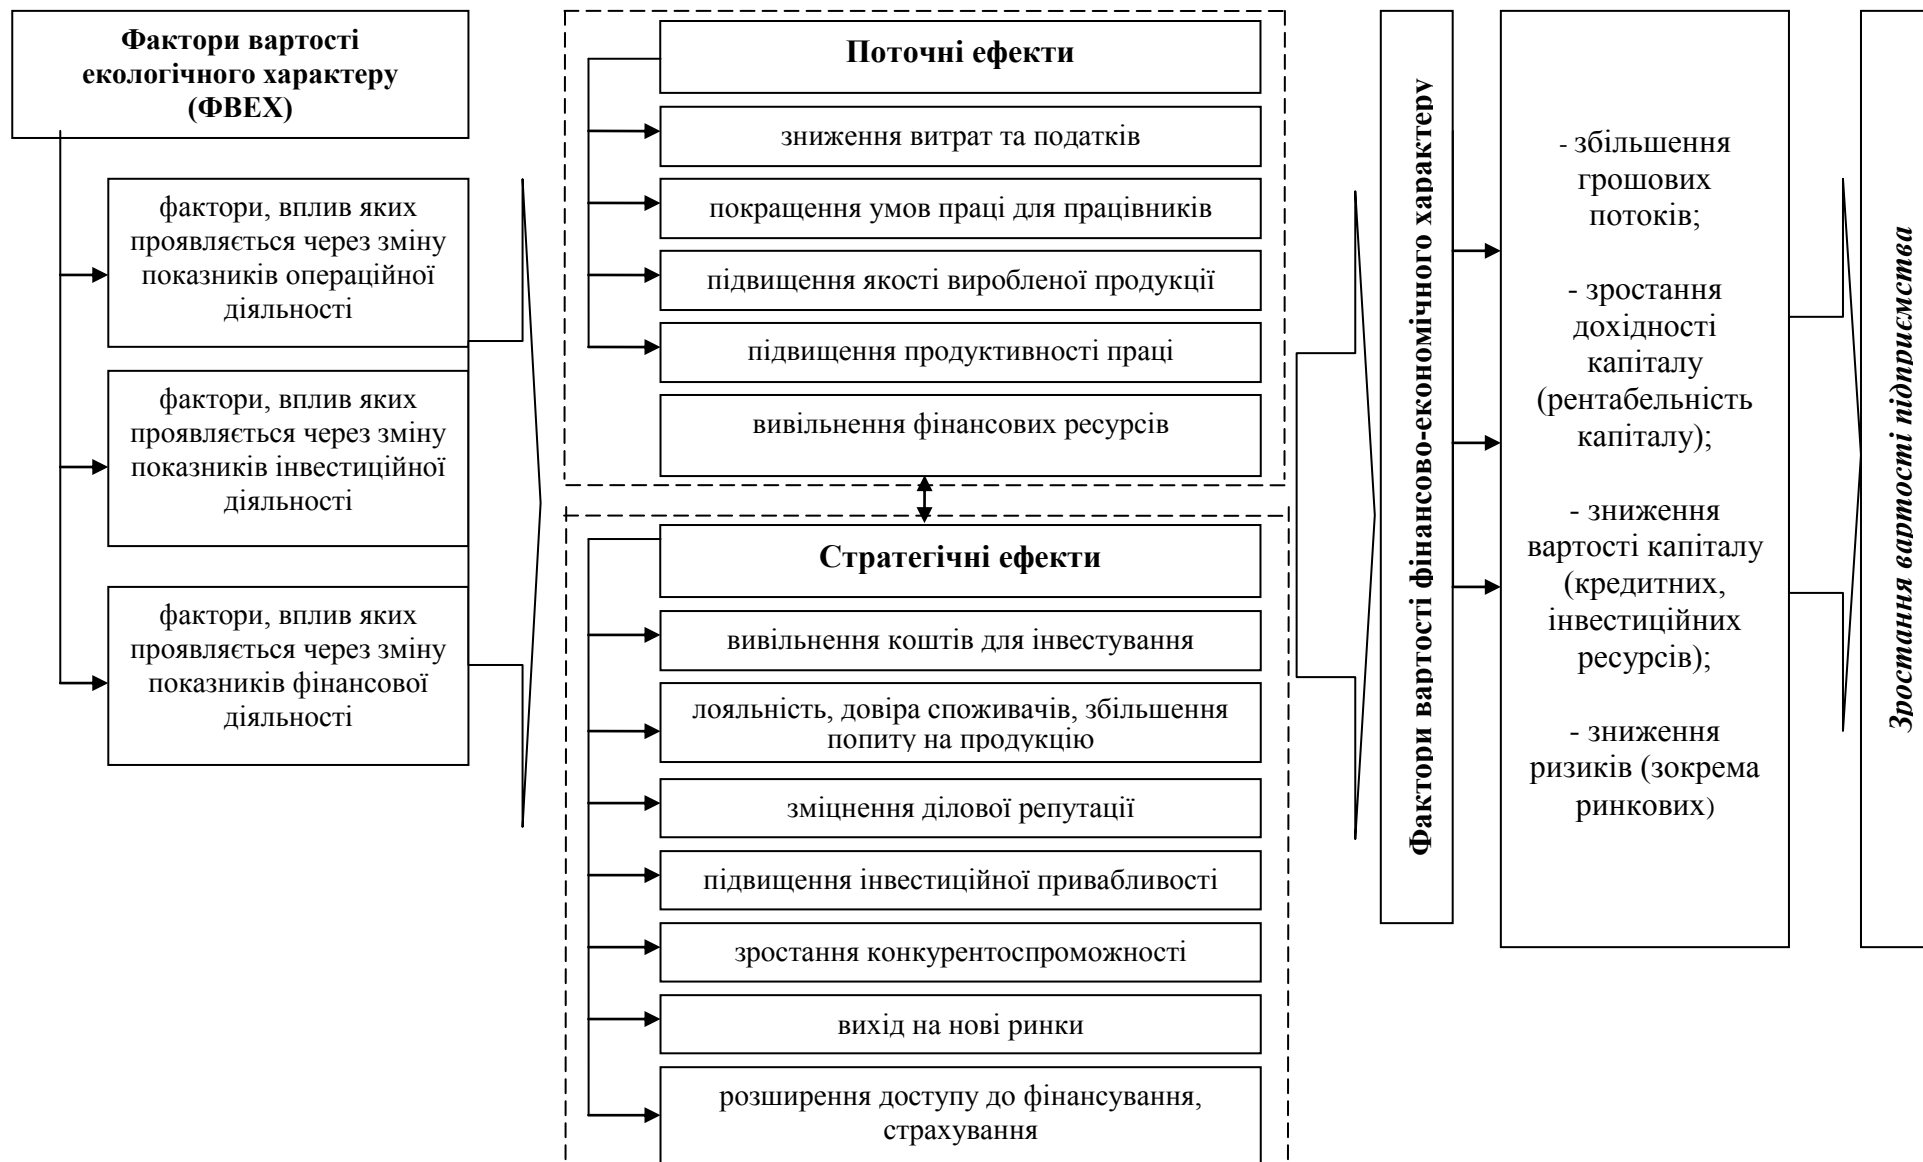 Фактори вартості
екологічного характеру
(ФВЕХ)
фактори, вплив яких
проявляється через зміну
показників операційної
діяльності
фактори, вплив яких
проявляється через зміну
показників інвестиційної
діяльності
фактори, вплив яких
проявляється через зміну
показників фінансової
діяльності
Поточні ефекти
зниження витрат та податків
покращення умов праці для працівників
підвищення якості виробленої продукції
підвищення продуктивності праці
вивільнення фінансових ресурсів
Стратегічні ефекти
вивільнення коштів для інвестування
лояльність, довіра споживачів, збільшення
попиту на продукцію
зміцнення ділової репутації
підвищення інвестиційної привабливості
зростання конкурентоспроможності
вихід на нові ринки
розширення доступу до фінансування,
страхування
Фактори вартості фінансово-економічного характеру
- збільшення
грошових
потоків;
- зростання
дохідності
капіталу
(рентабельність
капіталу);
- зниження
вартості капіталу
(кредитних,
інвестиційних
ресурсів);
- зниження
ризиків (зокрема
ринкових)
Зростання вартості підприємства